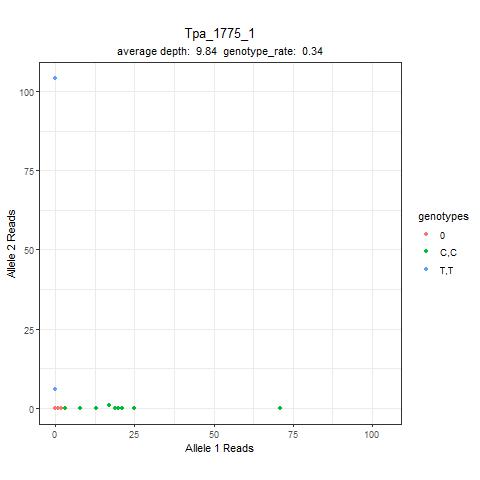 Tpa_1775_1
average depth: 9.84 genotype_rate: 0.34
100
75
50
25
0
Allele 2 Reads
0 25 50 75 100
Allele 1 Reads
genotypes
0
C,C
T,T